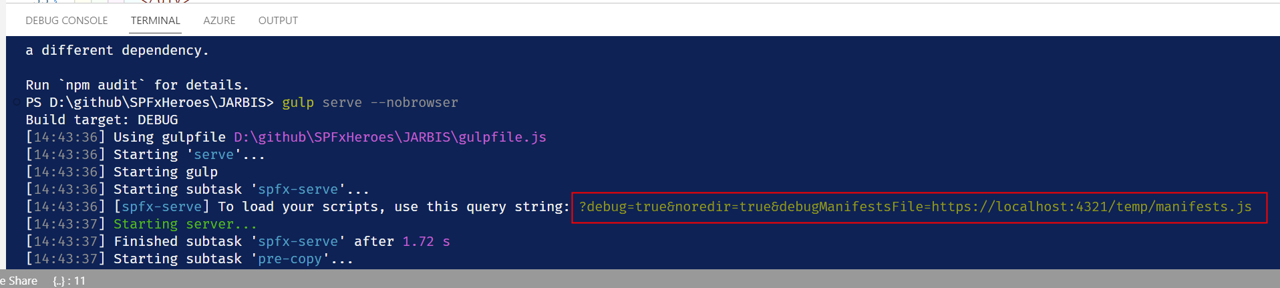 DEBUG CONSOLE TERMINAL AZURE OUTPUT
a different dependency.
Run `npm audit` for details.
PS D:\github\SPFxHeroes\JARBIS> gulp serve --nobrowser
Build target: DEBUG
[14:43:36] Using gulpfile D:\github\SPFxHeroes\JARBIS\gulpfile.js
[14:43:36] Starting 'serve'...
[14:43:36] Starting gulp
[14:43:36] Starting subtask 'spfx-serve'...
[14:43:36] [spfx-serve] To load your scripts, use this query string: ?debug=true&noredir=true&debugManifestsFile=https://localhost:4321/temp/manifests.js
[14:43:37] Starting server...
[14:43:37] Finished subtask 'spfx-serve' after 1.72 s
[14:43:37] Starting subtask 'pre-copy'...
e Share {..} : 11